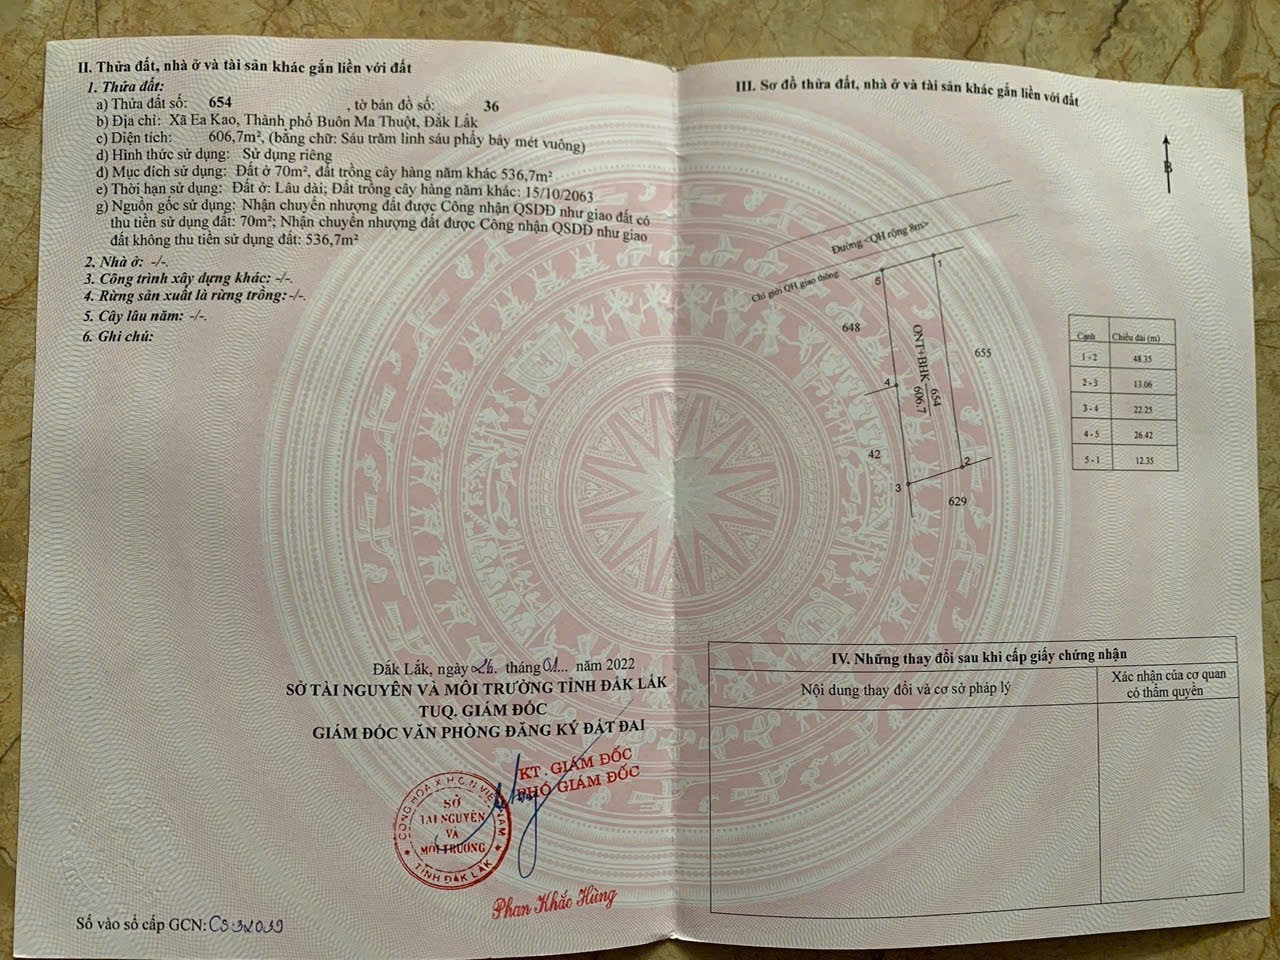 II. Thửa đất, nhà ở và tài sản khác gắn liền với đất
1. Thửa đất:
a) Thửa đất số: 654 , tờ bản đồ số: 36
b) Địa chỉ: Xã Ea Kao, Thành phố Buôn Ma Thuột, Đắk Lắk
c) Diện tích: 606,7m², (bằng chữ: Sáu trăm linh sáu phẩy bảy mét vuông)
d) Hình thức sử dụng: Sử dụng riêng
đ) Mục đích sử dụng: Đất ở 70m², đất trồng cây hàng năm khác 536,7m²
e) Thời hạn sử dụng: Đất ở: Lâu dài; Đất trồng cây hàng năm khác: 15/10/2063
g) Nguồn gốc sử dụng: Nhận chuyển nhượng đất được Công nhận QSDĐ như giao đất có
thu tiền sử dụng đất: 70m²; Nhận chuyển nhượng đất được Công nhận QSDĐ như giao
đất không thu tiền sử dụng đất: 536,7m²
2. Nhà ở: -/-.
3. Công trình xây dựng khác: -/-.
4. Rừng sản xuất là rừng trồng: -/-.
5. Cây lâu năm: -/-.
6. Ghi chú:
Đắk Lắk, ngày 26 tháng 01... năm 2022
SỞ TÀI NGUYÊN VÀ MÔI TRƯỜNG TỈNH ĐẮK LẮK
TUQ. GIÁM ĐỐC
GIÁM ĐỐC VĂN PHÒNG ĐĂNG KÝ ĐẤT ĐAI
KT. GIÁM ĐỐC
PHÓ GIÁM ĐỐC
CỘNG HÒA X.H.C.N VIỆT NAM
SỞ
TÀI NGUYÊN
VÀ
MÔI TRƯỜNG
TỈNH ĐẮK LẮK
Phan Khắc Hùng
Số vào sổ cấp GCN: CS 32039
III. Sơ đồ thửa đất, nhà ở và tài sản khác gắn liền với đất
B
Đường <QH rộng 8m>
Chỉ giới QH giao thông
5
1
648
655
ONT+BHK 654
606.7
4
42
2
3
629
Cạnh Chiều dài (m)
1 - 2 48.35
2 - 3 13.06
3 - 4 22.25
4 - 5 26.42
5 - 1 12.35
IV. Những thay đổi sau khi cấp giấy chứng nhận
Nội dung thay đổi và cơ sở pháp lý
Xác nhận của cơ quan
có thẩm quyền